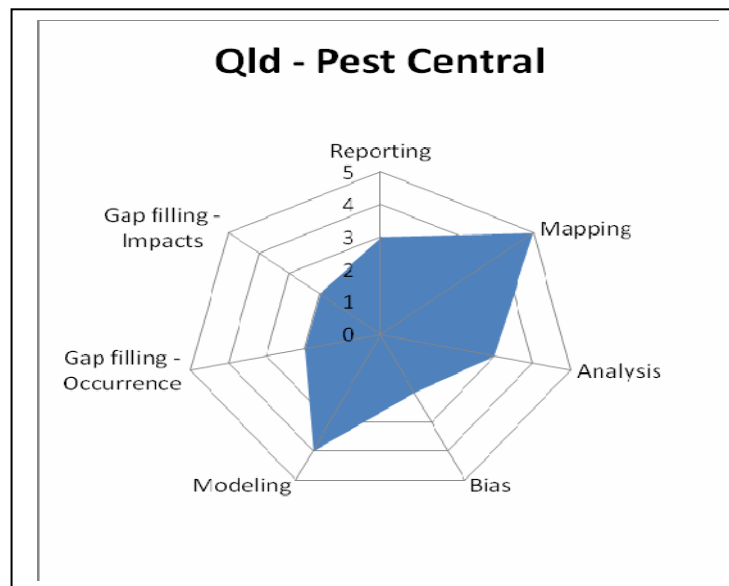 Qld - Pest Central
Reporting
5
4
3
2
1
0
Mapping
Analysis
Bias
Modeling
Gap filling -
Occurrence
Gap filling -
Impacts